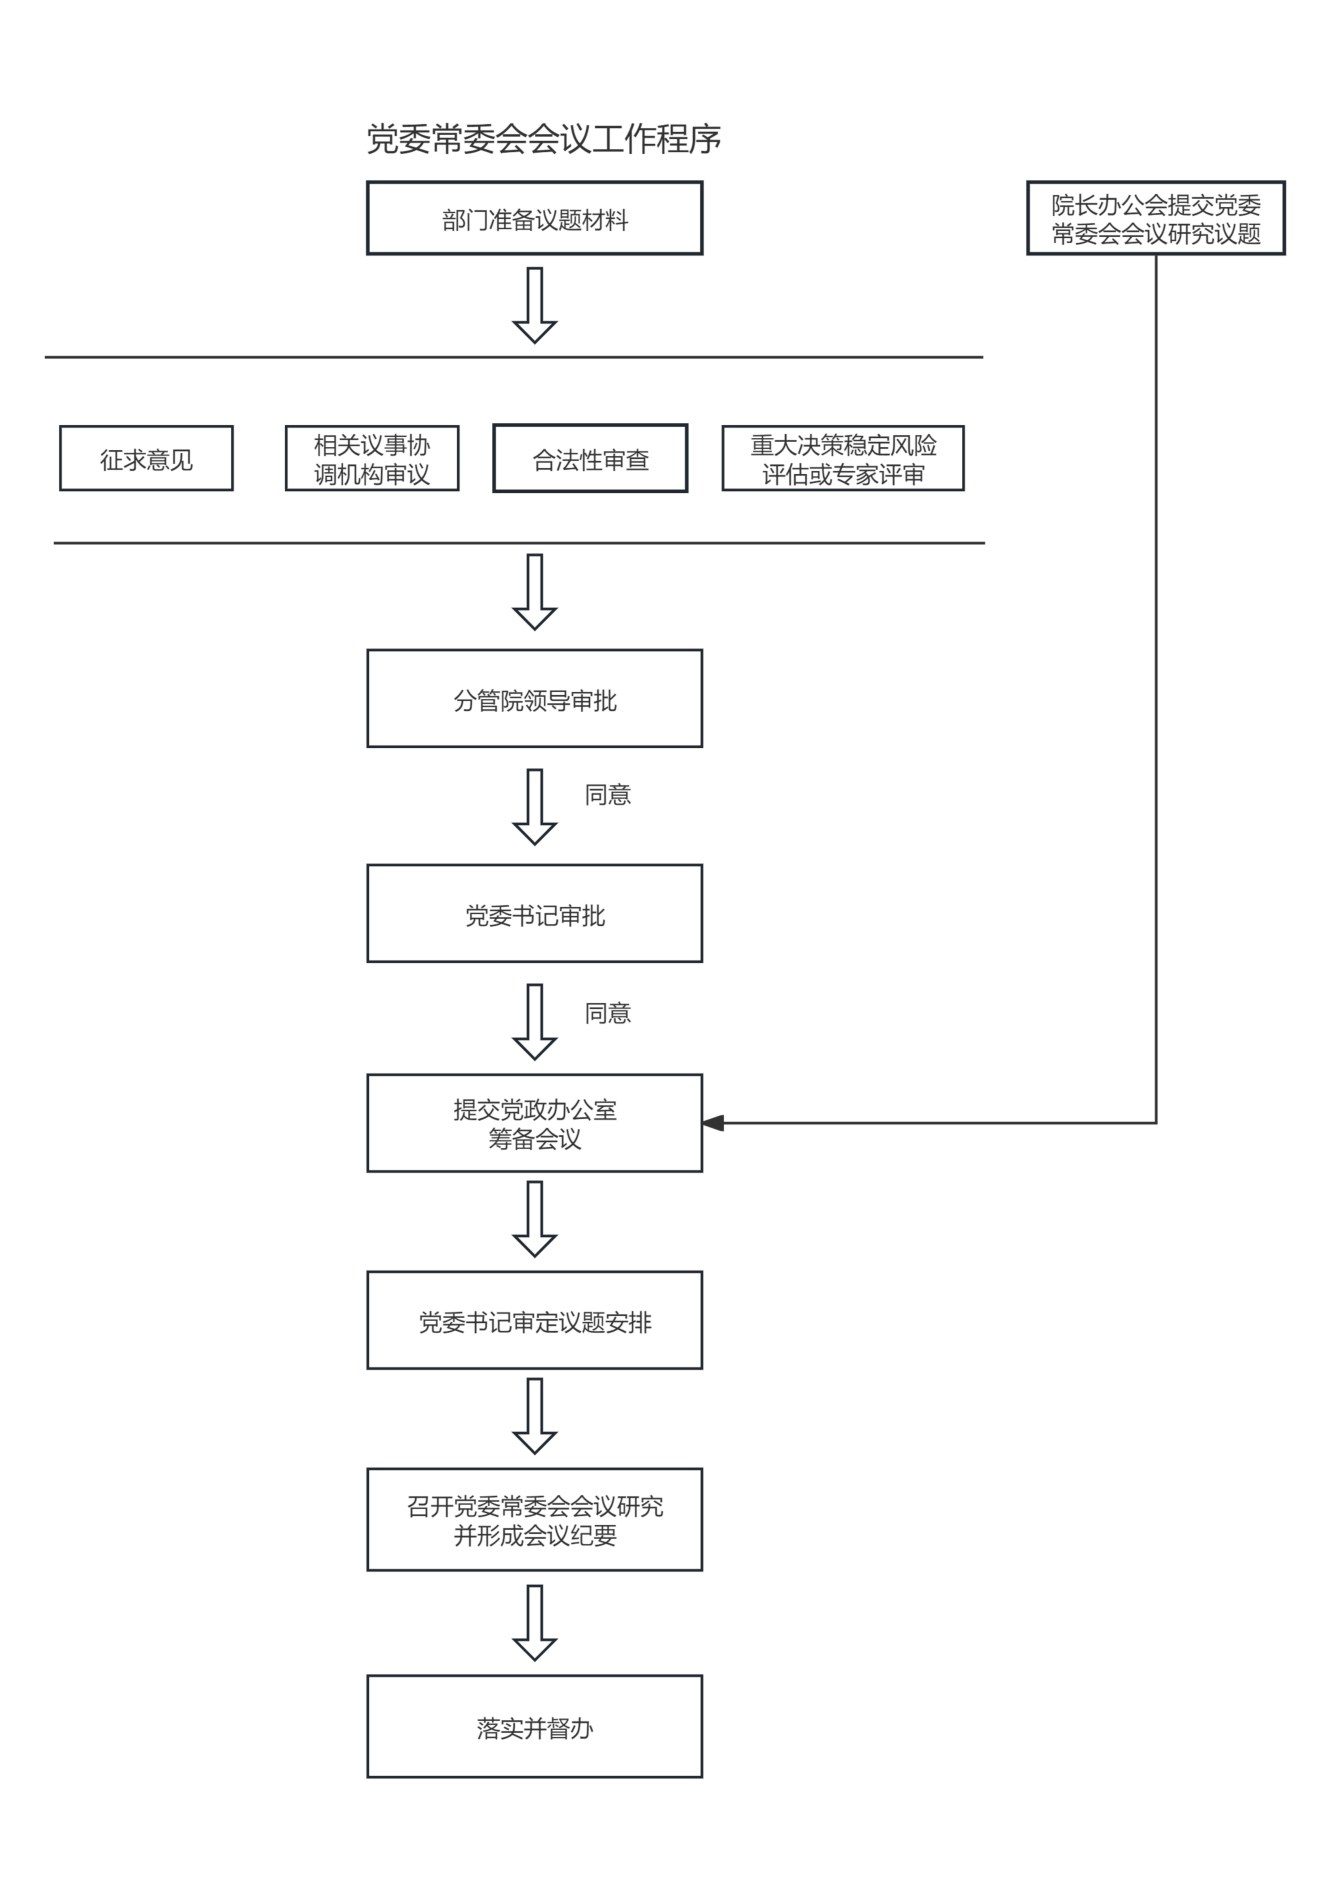 党委常委会会议工作程序
部门准备议题材料
院长办公会提交党委
常委会会议研究议题
征求意见
相关议事协
调机构审议
合法性审查
重大决策稳定风险
评估或专家评审
分管院领导审批
同意
党委书记审批
同意
提交党政办公室
筹备会议
党委书记审定议题安排
召开党委常委会会议研究
并形成会议纪要
落实并督办